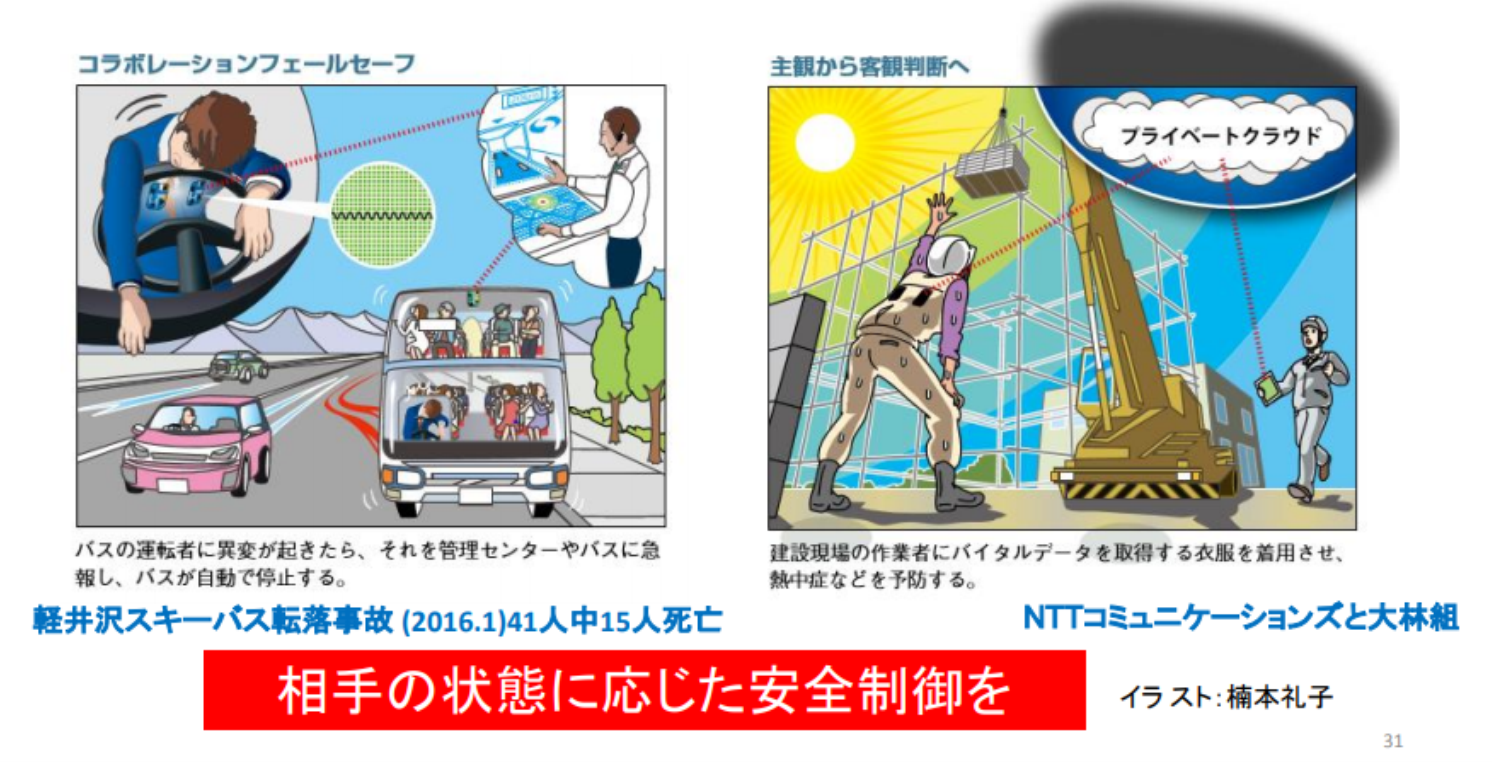 コラボレーションフェールセーフ
バスの運転者に異変が起きたら、それを管理センターやバスに急
報し、バスが自動で停止する。
軽井沢スキーバス転落事故 (2016.1)41人中15人死亡
主観から客観判断へ
プライベートクラウド
建設現場の作業者にバイタルデータを取得する衣服を着用させ、
熱中症などを予防する。
NTTコミュニケーションズと大林組
相手の状態に応じた安全制御を
イラスト:楠本礼子
31